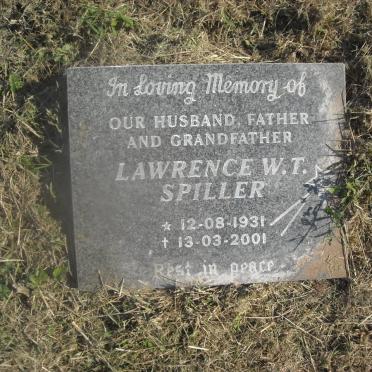 In Loving Memory of
OUR HUSBAND, FATHER
AND GRANDFATHER
LAWRENCE W.T.
SPILLER
* 12-08-1931
† 13-03-2001
Rest in peace